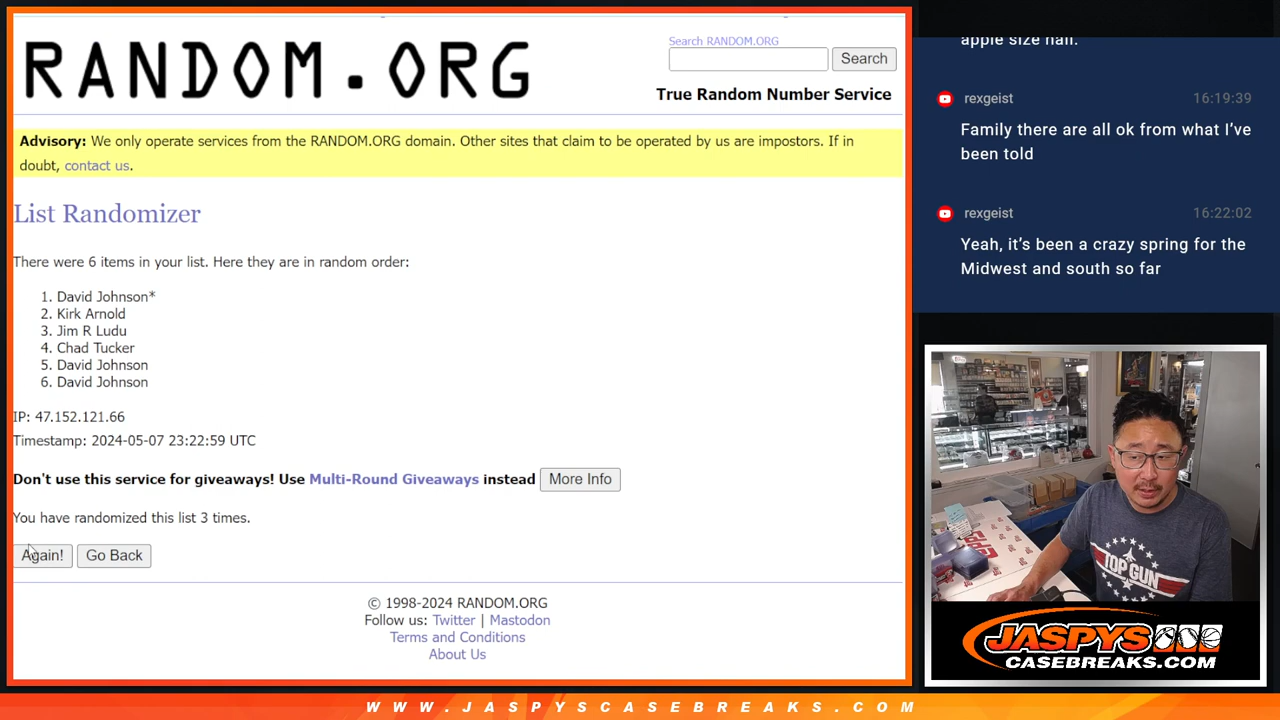 RANDOM.ORG
Search RANDOM.ORG
Search
True Random Number Service
Advisory: We only operate services from the RANDOM.ORG domain. Other sites that claim to be operated by us are impostors. If in
doubt, contact us.
List Randomizer
There were 6 items in your list. Here they are in random order:
1. David Johnson*
2. Kirk Arnold
3. Jim R Ludu
4. Chad Tucker
5. David Johnson
6. David Johnson
IP: 47.152.121.66
Timestamp: 2024-05-07 23:22:59 UTC
Don't use this service for giveaways! Use Multi-Round Giveaways instead More Info
You have randomized this list 3 times.
Again! Go Back
© 1998-2024 RANDOM.ORG
Follow us: Twitter | Mastodon
Terms and Conditions
About Us
apple size hail.
rexgeist 16:19:39
Family there are all ok from what I've
been told
rexgeist 16:22:02
Yeah, it's been a crazy spring for the
Midwest and south so far
TOP GUN
JASPYS
CASEBREAKS.COM
WWW.JASPYSCASEBREAKS.COM